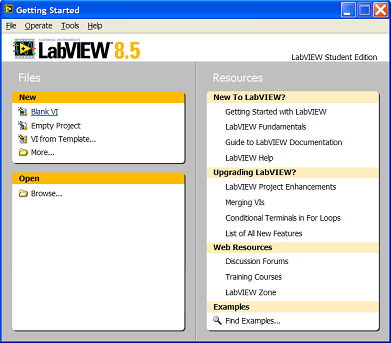 Getting Started
File Operate Tools Help
NATIONAL INSTRUMENTS
LabVIEW 8.5
LabVIEW Student Edition
Files
New
Blank VI
Empty Project
VI from Template...
More...
Open
Browse...
Resources
New To LabVIEW?
Getting Started with LabVIEW
LabVIEW Fundamentals
Guide to LabVIEW Documentation
LabVIEW Help
Upgrading LabVIEW?
LabVIEW Project Enhancements
Merging VIs
Conditional Terminals in For Loops
List of All New Features
Web Resources
Discussion Forums
Training Courses
LabVIEW Zone
Examples
Find Examples...